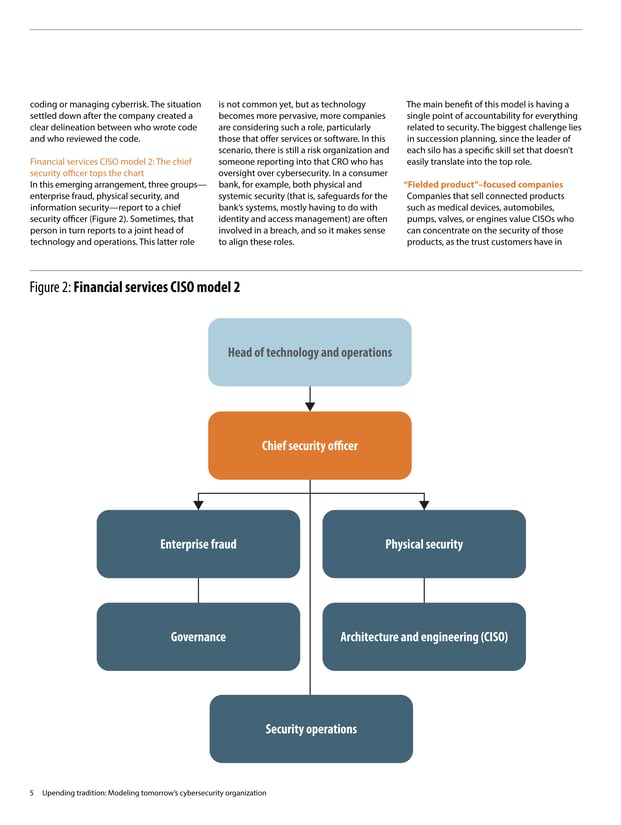 coding or managing cyberrisk. The situation
settled down after the company created a
clear delineation between who wrote code
and who reviewed the code.
Financial services CISO model 2: The chief
security officer tops the chart
In this emerging arrangement, three groups—
enterprise fraud, physical security, and
information security—report to a chief
security officer (Figure 2). Sometimes, that
person in turn reports to a joint head of
technology and operations. This latter role
is not common yet, but as technology
becomes more pervasive, more companies
are considering such a role, particularly
those that offer services or software. In this
scenario, there is still a risk organization and
someone reporting into that CRO who has
oversight over cybersecurity. In a consumer
bank, for example, both physical and
systemic security (that is, safeguards for the
bank's systems, mostly having to do with
identity and access management) are often
involved in a breach, and so it makes sense
to align these roles.
The main benefit of this model is having a
single point of accountability for everything
related to security. The biggest challenge lies
in succession planning, since the leader of
each silo has a specific skill set that doesn't
easily translate into the top role.
“Fielded product”–focused companies
Companies that sell connected products
such as medical devices, automobiles,
pumps, valves, or engines value CISOs who
can concentrate on the security of those
products, as the trust customers have in
Figure 2: Financial services CISO model 2
Head of technology and operations
Chief security officer
Enterprise fraud
Physical security
Governance
Architecture and engineering (CISO)
Security operations
5 Upending tradition: Modeling tomorrow's cybersecurity organization